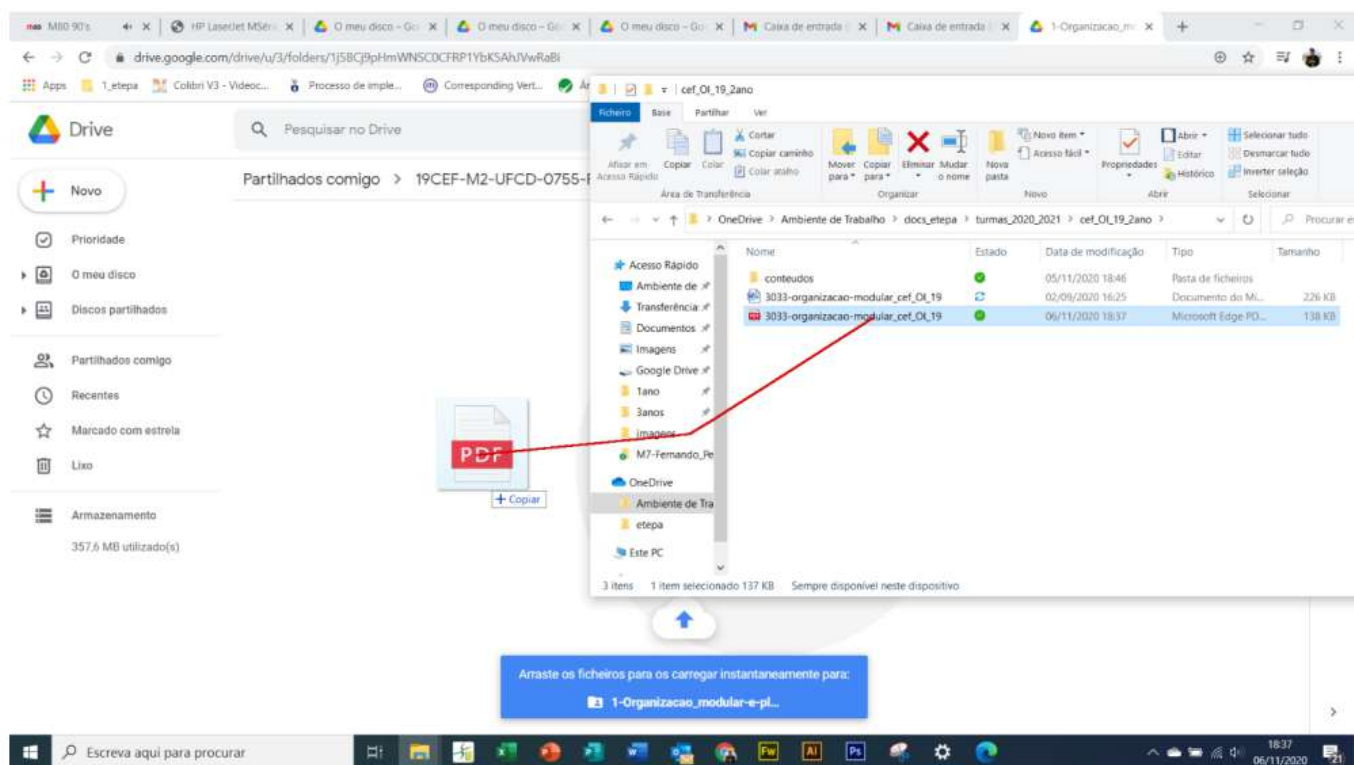 M80 90's
HP LaserJet MSeri
O meu disco – Go
O meu disco – Go
O meu disco – Go
Caixa de entrada
Caixa de entrada
1-Organizacao_mo
drive.google.com/drive/u/3/folders/1j5BCj9pHmWNSC0CFRP1YbKSAhJVwRaBi
Apps
1_etepa
Colibri V3 - Videoc...
Processo de imple...
Corresponding Vert...
cef_OI_19_2ano
Ficheiro Base Partilhar Ver
Drive
Pesquisar no Drive
Afixar em Acesso Rápido
Copiar
Colar
Cortar
Copiar caminho
Colar atalho
Mover para
Copiar para
Eliminar
Mudar o nome
Nova pasta
Novo item
Acesso fácil
Propriedades
Abrir
Editar
Histórico
Selecionar tudo
Desmarcar tudo
Inverter seleção
Área de Transferência
Organizar
Novo
Abrir
Selecionar
Novo
Partilhados comigo > 19CEF-M2-UFCD-0755-
> OneDrive > Ambiente de Trabalho > docs_etepa > turmas_2020_2021 > cef_OI_19_2ano >
Procurar e
Prioridade
O meu disco
Discos partilhados
Partilhados comigo
Recentes
Marcado com estrela
Lixo
Armazenamento
357,6 MB utilizado(s)
Acesso Rápido
Ambiente de
Transferência
Documentos
Imagens
Google Drive
1ano
3anos
imagens
M7-Fernando_Pe
OneDrive
Ambiente de Tra
etepa
Este PC
Nome Estado Data de modificação Tipo Tamanho
conteudos 05/11/2020 18:46 Pasta de ficheiros
3033-organizacao-modular_cef_OI_19 02/09/2020 16:25 Documento do Mi... 226 KB
3033-organizacao-modular_cef_OI_19 06/11/2020 18:37 Microsoft Edge PD... 138 KB
PDF
+ Copiar
3 itens 1 item selecionado 137 KB Sempre disponível neste dispositivo
Arraste os ficheiros para os carregar instantaneamente para:
1-Organizacao_modular-e-pl...
Escreva aqui para procurar
Fw
Ai
Ps
18:37
06/11/2020
21